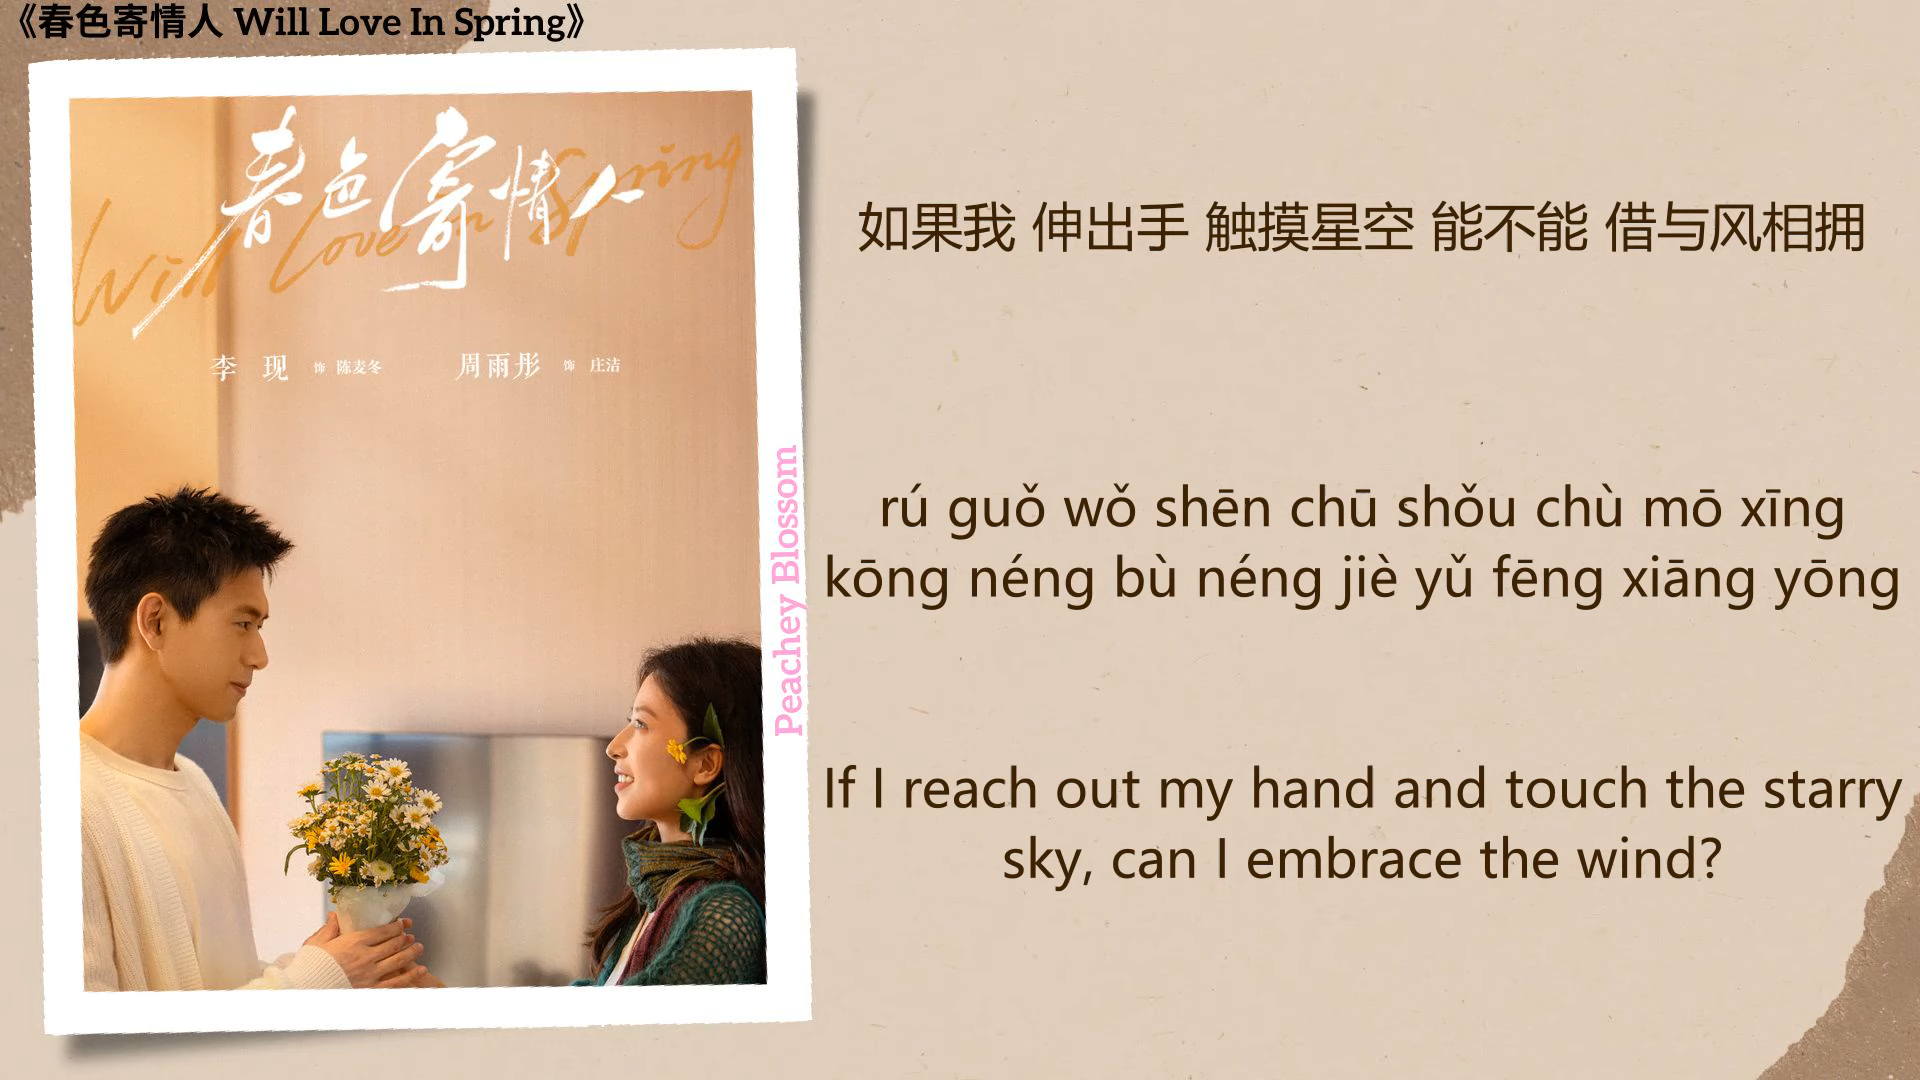 《春色寄情人 Will Love In Spring》
春色寄情人
Will Love in Spring
李现 饰 陈麦冬 周雨彤 饰 庄洁
Peachey Blossom
如果我 伸出手 触摸星空 能不能 借与风相拥
rú guǒ wǒ shēn chū shǒu chù mō xīng
kōng néng bù néng jiè yǔ fēng xiāng yōng
If I reach out my hand and touch the starry
sky, can I embrace the wind?